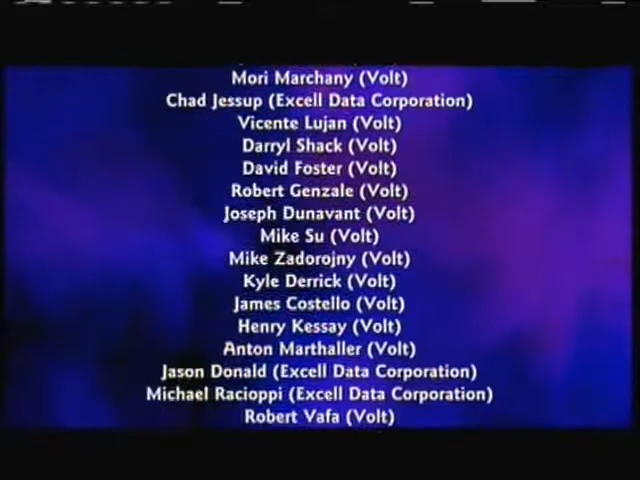 Mori Marchany (Volt)
Chad Jessup (Excell Data Corporation)
Vicente Lujan (Volt)
Darryl Shack (Volt)
David Foster (Volt)
Robert Genzale (Volt)
Joseph Dunavant (Volt)
Mike Su (Volt)
Mike Zadorojny (Volt)
Kyle Derrick (Volt)
James Costello (Volt)
Henry Kessay (Volt)
Anton Marthaller (Volt)
Jason Donald (Excell Data Corporation)
Michael Racioppi (Excell Data Corporation)
Robert Vafa (Volt)